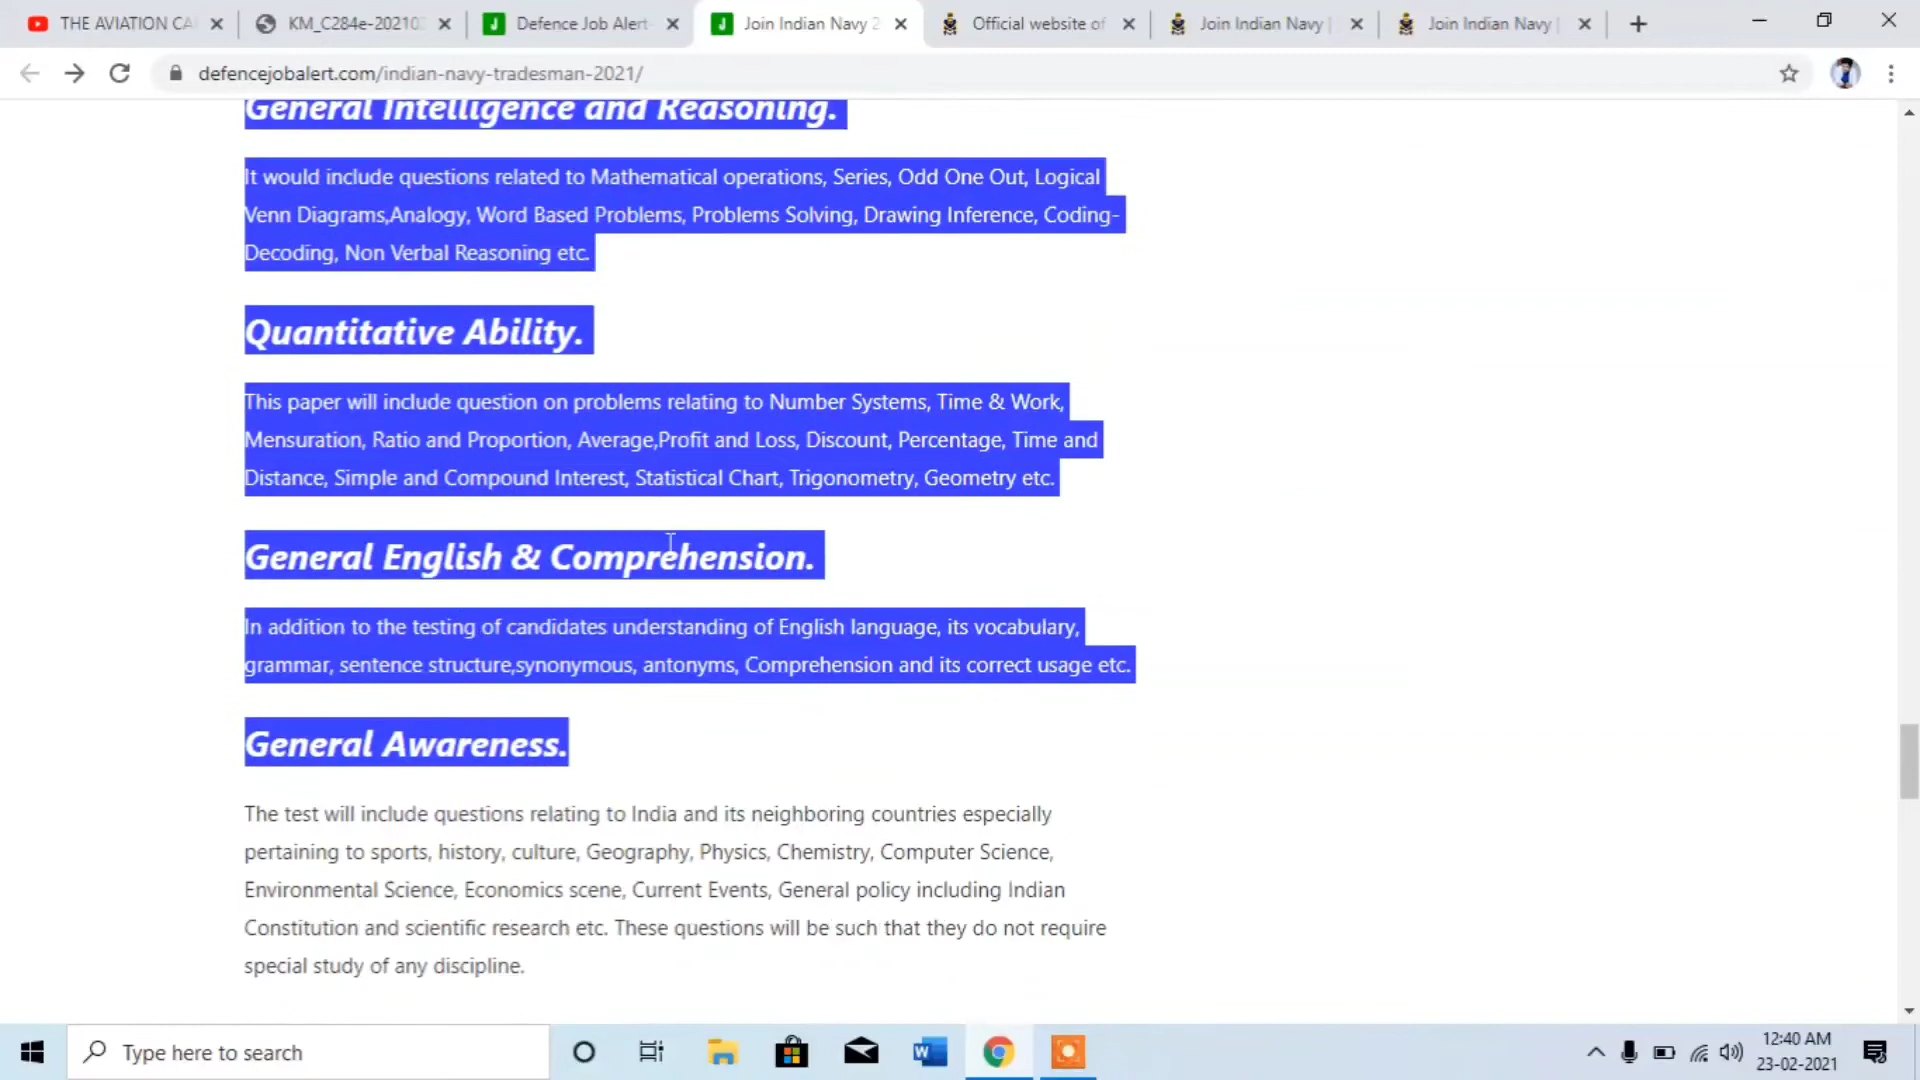 THE AVIATION CA
KM_C284e-202102
Defence Job Alert
Join Indian Navy 2
Official website of
Join Indian Navy |
Join Indian Navy |
defencejobalert.com/indian-navy-tradesman-2021/
General Intelligence and Reasoning.
It would include questions related to Mathematical operations, Series, Odd One Out, Logical
Venn Diagrams,Analogy, Word Based Problems, Problems Solving, Drawing Inference, Coding-
Decoding, Non Verbal Reasoning etc.
Quantitative Ability.
This paper will include question on problems relating to Number Systems, Time & Work,
Mensuration, Ratio and Proportion, Average,Profit and Loss, Discount, Percentage, Time and
Distance, Simple and Compound Interest, Statistical Chart, Trigonometry, Geometry etc.
General English & Comprehension.
In addition to the testing of candidates understanding of English language, its vocabulary,
grammar, sentence structure,synonymous, antonyms, Comprehension and its correct usage etc.
General Awareness.
The test will include questions relating to India and its neighboring countries especially
pertaining to sports, history, culture, Geography, Physics, Chemistry, Computer Science,
Environmental Science, Economics scene, Current Events, General policy including Indian
Constitution and scientific research etc. These questions will be such that they do not require
special study of any discipline.
Type here to search
12:40 AM
23-02-2021